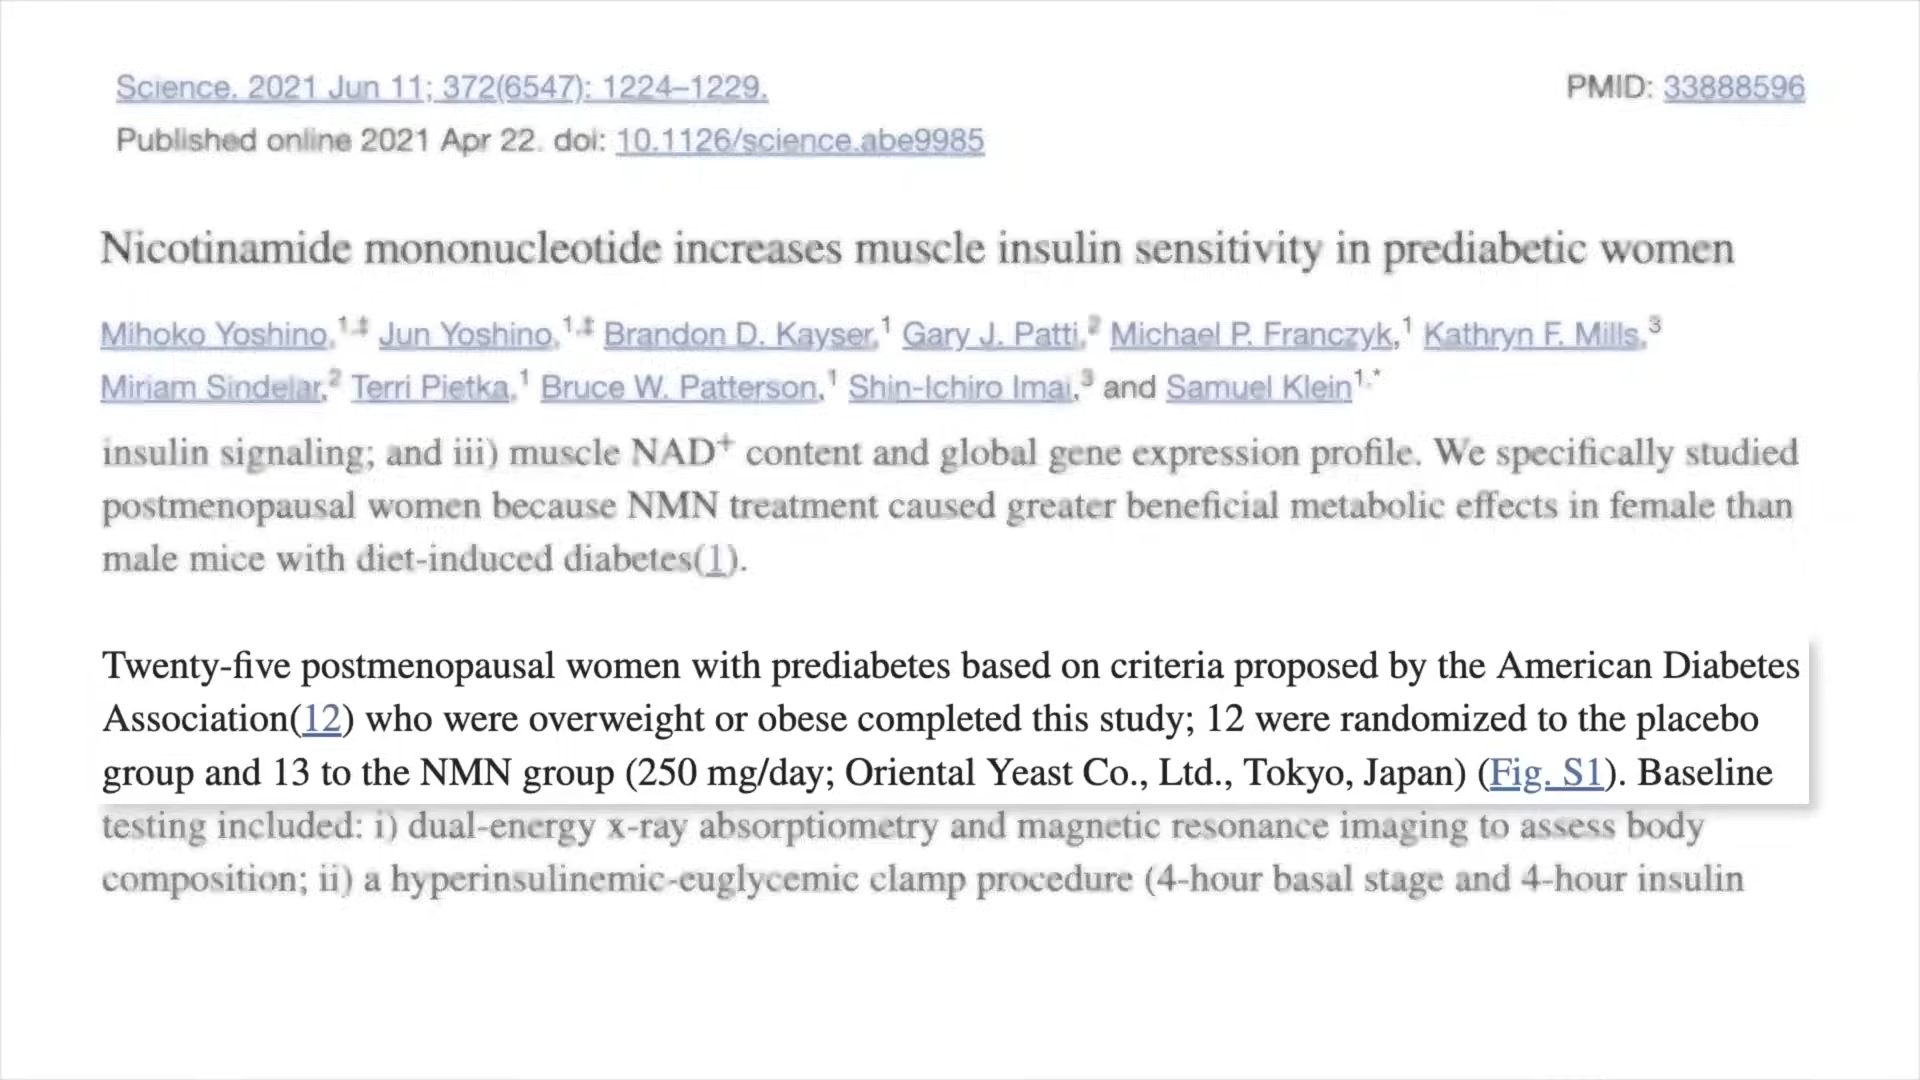 Science. 2021 Jun 11; 372(6547): 1224–1229.
PMID: 33888596
Published online 2021 Apr 22. doi: 10.1126/science.abe9985
Nicotinamide mononucleotide increases muscle insulin sensitivity in prediabetic women
Mihoko Yoshino,1,‡ Jun Yoshino,1,‡ Brandon D. Kayser,1 Gary J. Patti,2 Michael P. Franczyk,1 Kathryn F. Mills,3
Miriam Sindelar,2 Terri Pietka,1 Bruce W. Patterson,1 Shin-Ichiro Imai,3 and Samuel Klein1,*
insulin signaling; and iii) muscle NAD+ content and global gene expression profile. We specifically studied
postmenopausal women because NMN treatment caused greater beneficial metabolic effects in female than
male mice with diet-induced diabetes(1).
Twenty-five postmenopausal women with prediabetes based on criteria proposed by the American Diabetes
Association(12) who were overweight or obese completed this study; 12 were randomized to the placebo
group and 13 to the NMN group (250 mg/day; Oriental Yeast Co., Ltd., Tokyo, Japan) (Fig. S1). Baseline
testing included: i) dual-energy x-ray absorptiometry and magnetic resonance imaging to assess body
composition; ii) a hyperinsulinemic-euglycemic clamp procedure (4-hour basal stage and 4-hour insulin